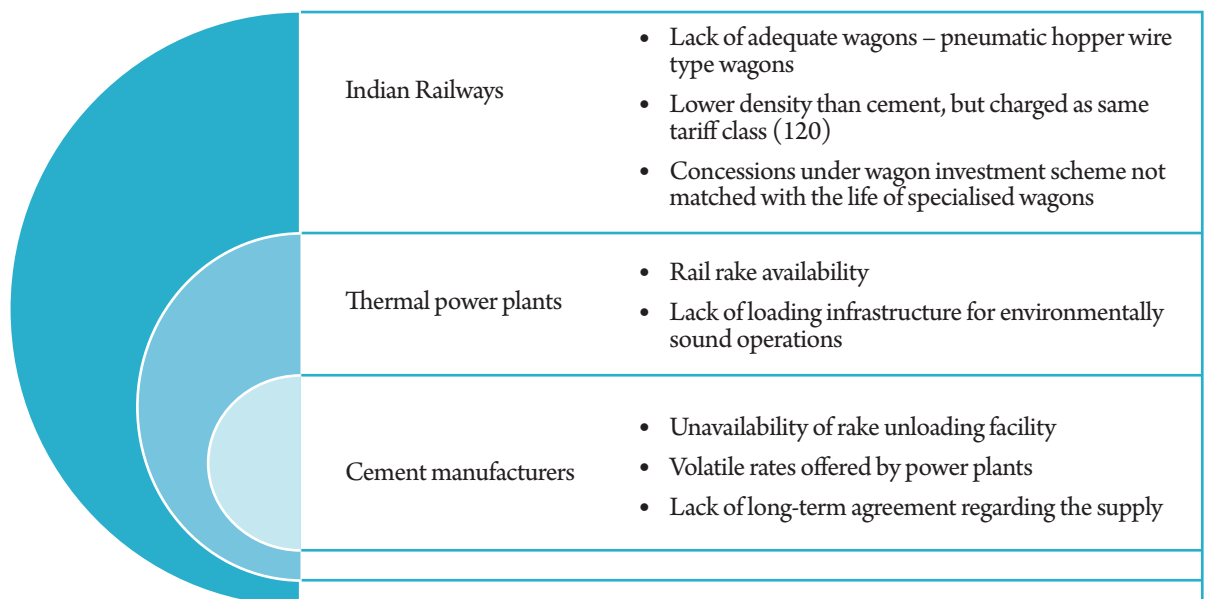 Indian Railways
• Lack of adequate wagons – pneumatic hopper wire
type wagons
• Lower density than cement, but charged as same
tariff class (120)
• Concessions under wagon investment scheme not
matched with the life of specialised wagons
Thermal power plants
• Rail rake availability
• Lack of loading infrastructure for environmentally
sound operations
Cement manufacturers
• Unavailability of rake unloading facility
• Volatile rates offered by power plants
• Lack of long-term agreement regarding the supply